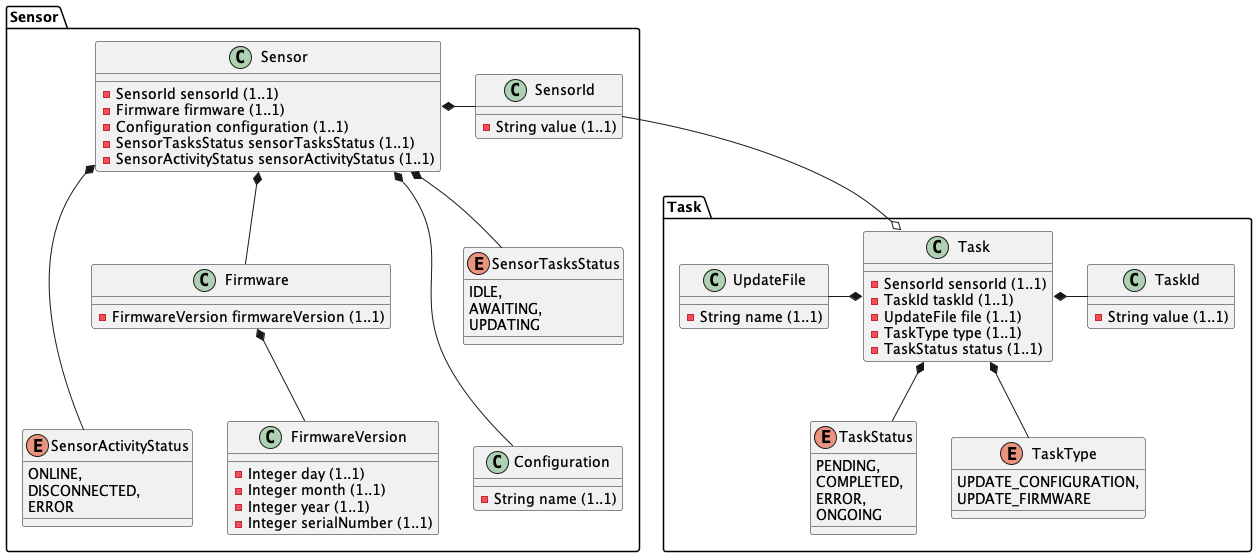 Sensor
C Sensor
SensorId sensorId (1..1)
Firmware firmware (1..1)
Configuration configuration (1..1)
SensorTasksStatus sensorTasksStatus (1..1)
SensorActivityStatus sensorActivityStatus (1..1)
C SensorId
String value (1..1)
C Firmware
FirmwareVersion firmwareVersion (1..1)
E SensorTasksStatus
IDLE,
AWAITING,
UPDATING
E SensorActivityStatus
ONLINE,
DISCONNECTED,
ERROR
C FirmwareVersion
Integer day (1..1)
Integer month (1..1)
Integer year (1..1)
Integer serialNumber (1..1)
C Configuration
String name (1..1)
Task
C UpdateFile
String name (1..1)
C Task
SensorId sensorId (1..1)
TaskId taskId (1..1)
UpdateFile file (1..1)
TaskType type (1..1)
TaskStatus status (1..1)
C TaskId
String value (1..1)
E TaskStatus
PENDING,
COMPLETED,
ERROR,
ONGOING
E TaskType
UPDATE_CONFIGURATION,
UPDATE_FIRMWARE